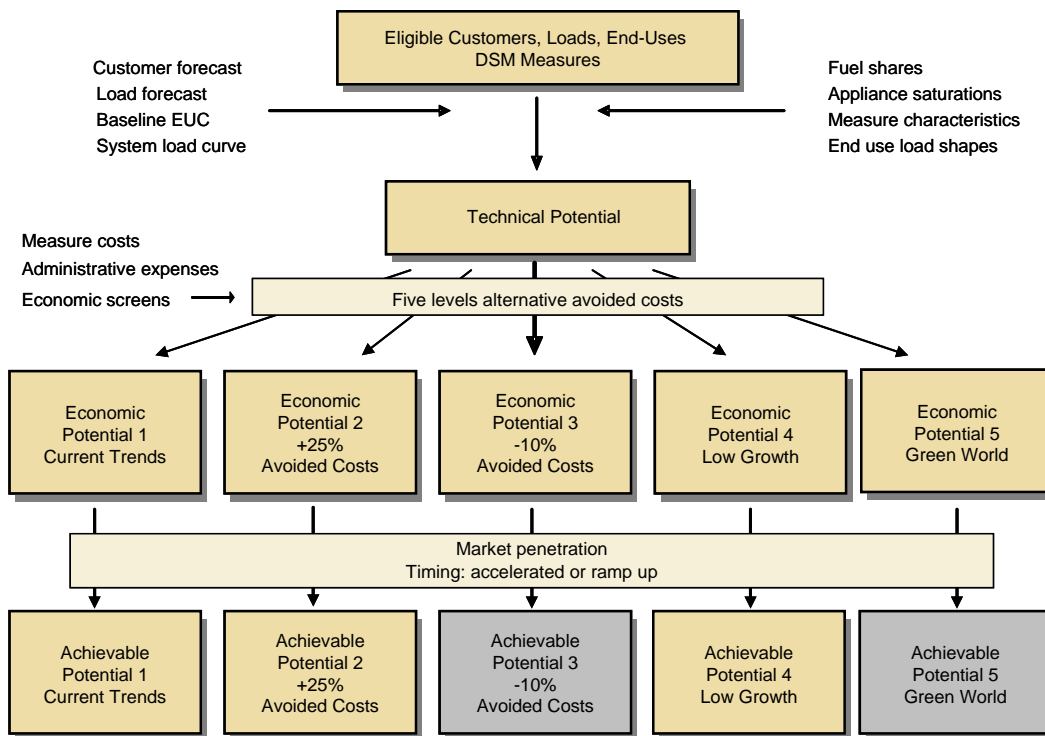 Eligible Customers, Loads, End-Uses
DSM Measures
Customer forecast
Load forecast
Baseline EUC
System load curve
Fuel shares
Appliance saturations
Measure characteristics
End use load shapes
Technical Potential
Measure costs
Administrative expenses
Economic screens
Five levels alternative avoided costs
Economic
Potential 1
Current Trends
Economic
Potential 2
+25%
Avoided Costs
Economic
Potential 3
-10%
Avoided Costs
Economic
Potential 4
Low Growth
Economic
Potential 5
Green World
Market penetration
Timing: accelerated or ramp up
Achievable
Potential 1
Current Trends
Achievable
Potential 2
+25%
Avoided Costs
Achievable
Potential 3
-10%
Avoided Costs
Achievable
Potential 4
Low Growth
Achievable
Potential 5
Green World